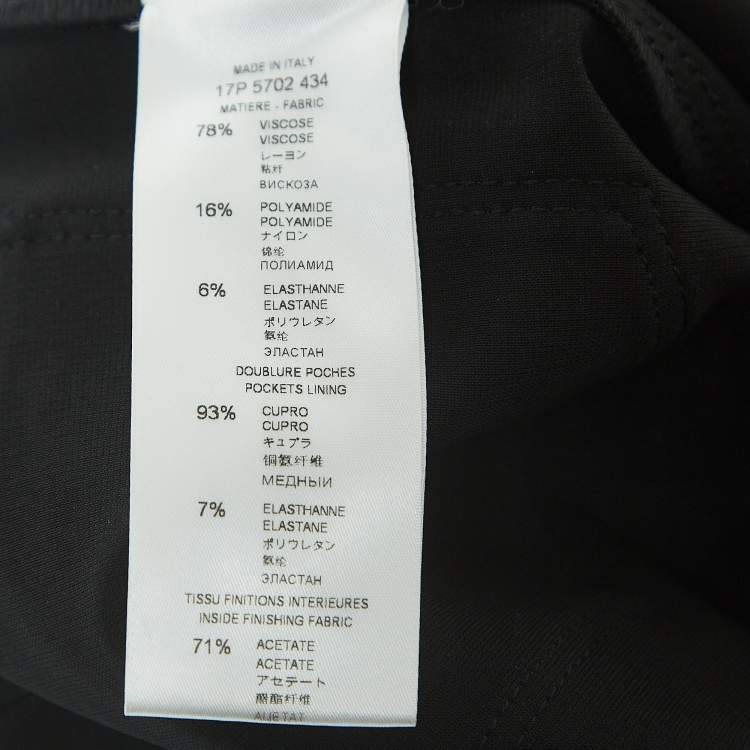 MADE IN ITALY
17P 5702 434
MATIERE - FABRIC
78% VISCOSE
VISCOSE
レーヨン
粘纤
ВИСКОЗА
16% POLYAMIDE
POLYAMIDE
ナイロン
锦纶
ПОЛИАМИД
6% ELASTHANNE
ELASTANE
ポリウレタン
氨纶
ЭЛАСТАН
DOUBLURE POCHES
POCKETS LINING
93% CUPRO
CUPRO
キュプラ
铜氨纤维
МЕДНЫЙ
7% ELASTHANNE
ELASTANE
ポリウレタン
氨纶
ЭЛАСТАН
TISSU FINITIONS INTERIEURES
INSIDE FINISHING FABRIC
71% ACETATE
ACETATE
アセテート
醋酯纤维
АЦЕТАТ